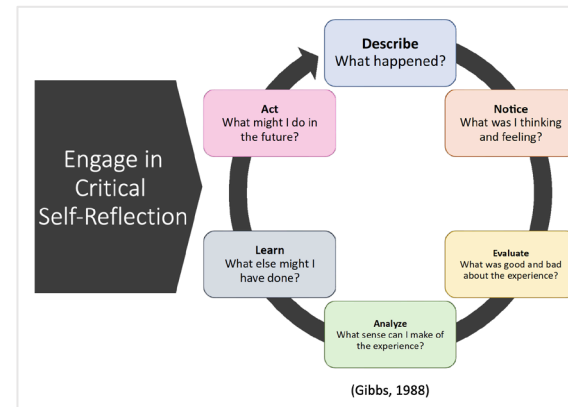 Engage in
Critical
Self-Reflection
Describe
What happened?
Notice
What was I thinking
and feeling?
Evaluate
What was good and bad
about the experience?
Analyze
What sense can I make of
the experience?
Learn
What else might I
have done?
Act
What might I do in
the future?
(Gibbs, 1988)